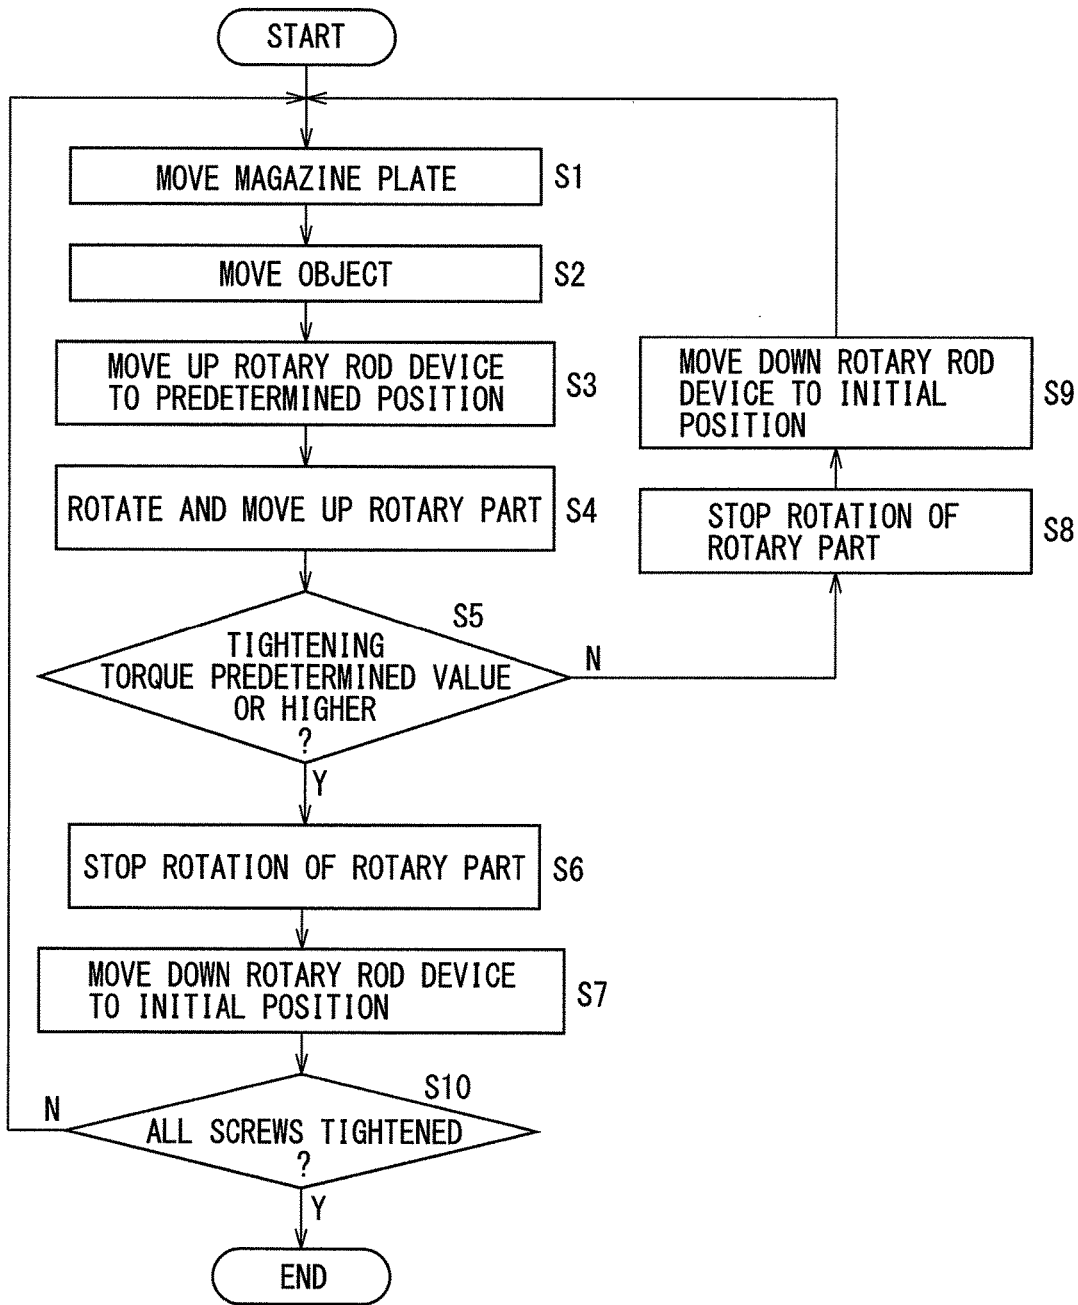 START
MOVE MAGAZINE PLATE
S1
MOVE OBJECT
S2
MOVE UP ROTARY ROD DEVICE
TO PREDETERMINED POSITION
S3
ROTATE AND MOVE UP ROTARY PART
S4
S5
TIGHTENING
TORQUE PREDETERMINED VALUE
OR HIGHER
?
N
Y
STOP ROTATION OF
ROTARY PART
S8
MOVE DOWN ROTARY ROD
DEVICE TO INITIAL
POSITION
S9
STOP ROTATION OF ROTARY PART
S6
MOVE DOWN ROTARY ROD DEVICE
TO INITIAL POSITION
S7
S10
ALL SCREWS TIGHTENED
?
N
Y
END